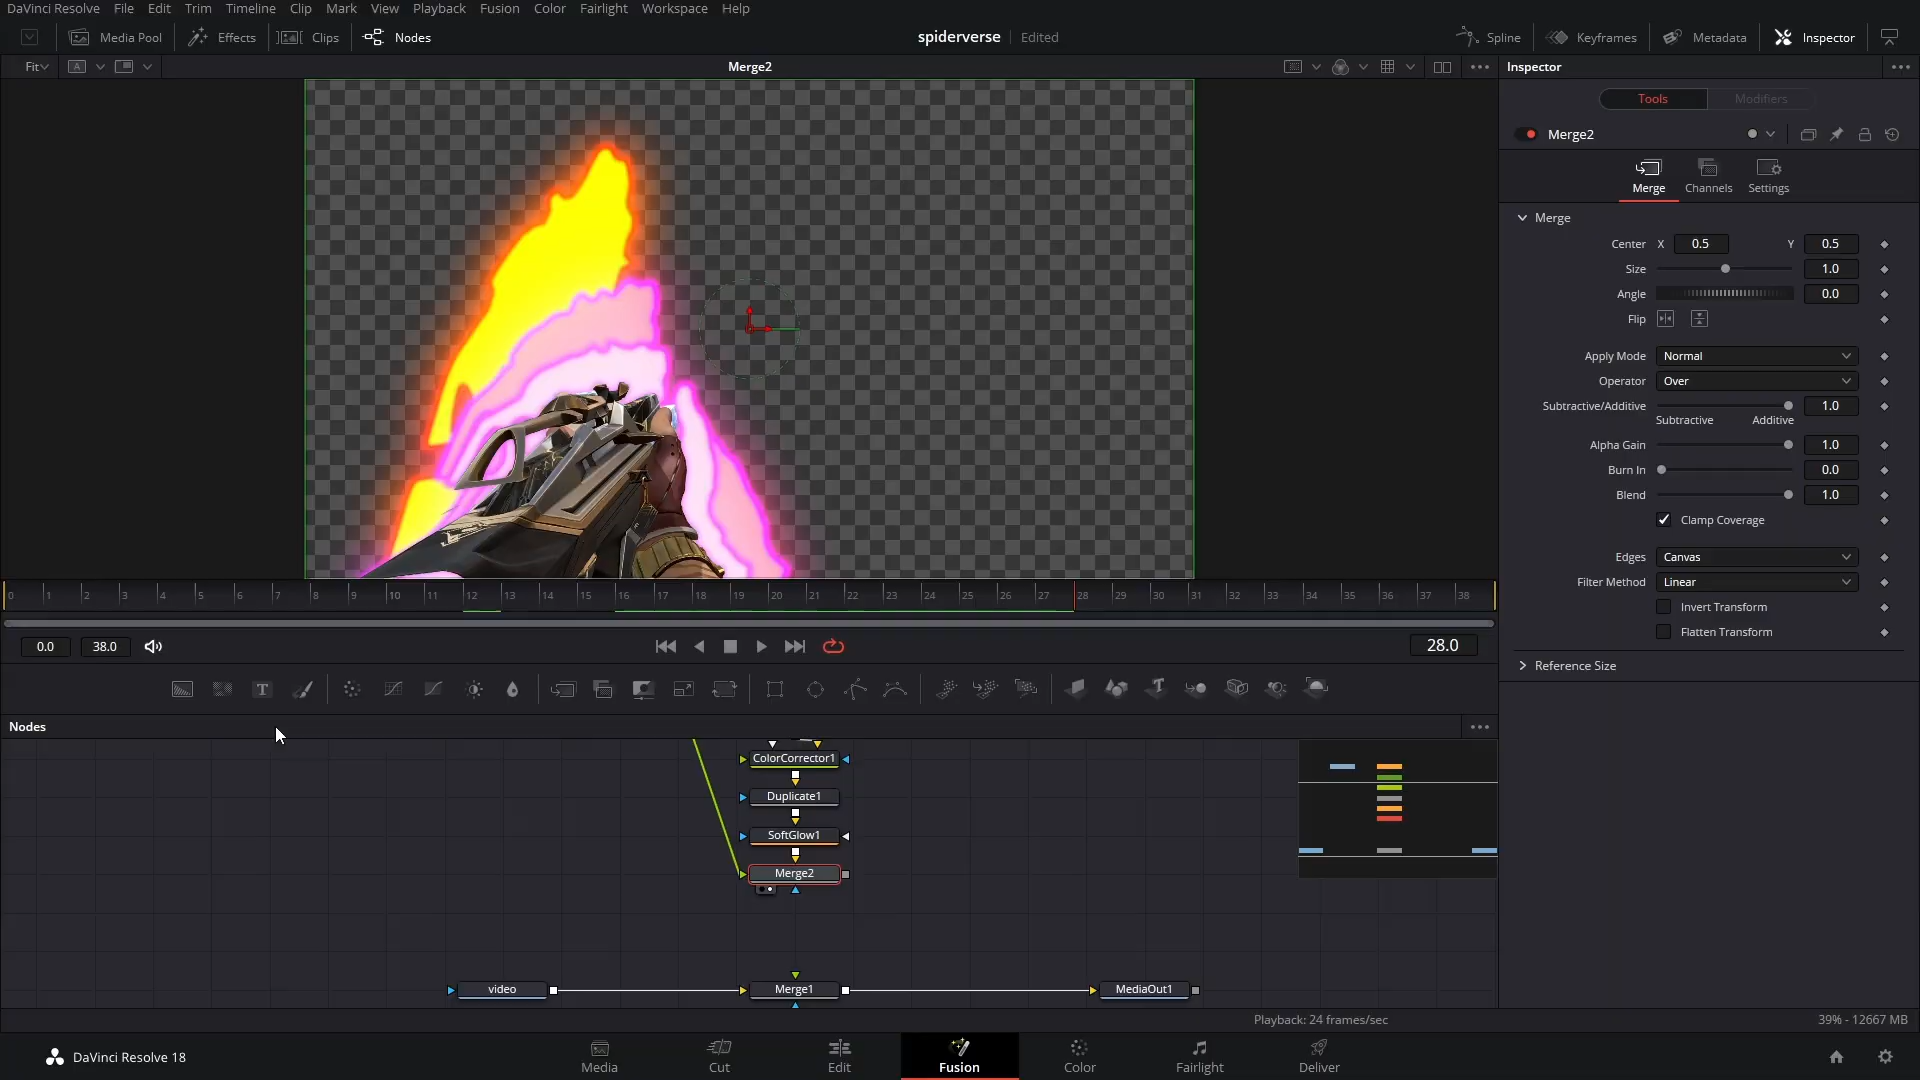 DaVinci Resolve File Edit Trim Timeline Clip Mark View Playback Fusion Color Fairlight Workspace Help
Media Pool Effects Clips Nodes spiderverse Edited Spline Keyframes Metadata Inspector
Fit A Merge2 Inspector
Tools Modifiers
Merge2
Merge Channels Settings
Merge
Center X 0.5 Y 0.5
Size 1.0
Angle 0.0
Flip
Apply Mode Normal
Operator Over
Subtractive/Additive 1.0
Subtractive Additive
Alpha Gain 1.0
Burn In 0.0
Blend 1.0
Clamp Coverage
Edges Canvas
Filter Method Linear
Invert Transform
Flatten Transform
Reference Size
0 1 2 3 4 5 6 7 8 9 10 11 12 13 14 15 16 17 18 19 20 21 22 23 24 25 26 27 28 29 30 31 32 33 34 35 36 37 38
0.0 38.0 28.0
T T
Nodes
ColorCorrector1
Duplicate1
SoftGlow1
Merge2
video Merge1 MediaOut1
Playback: 24 frames/sec 39% - 12667 MB
DaVinci Resolve 18 Media Cut Edit Fusion Color Fairlight Deliver